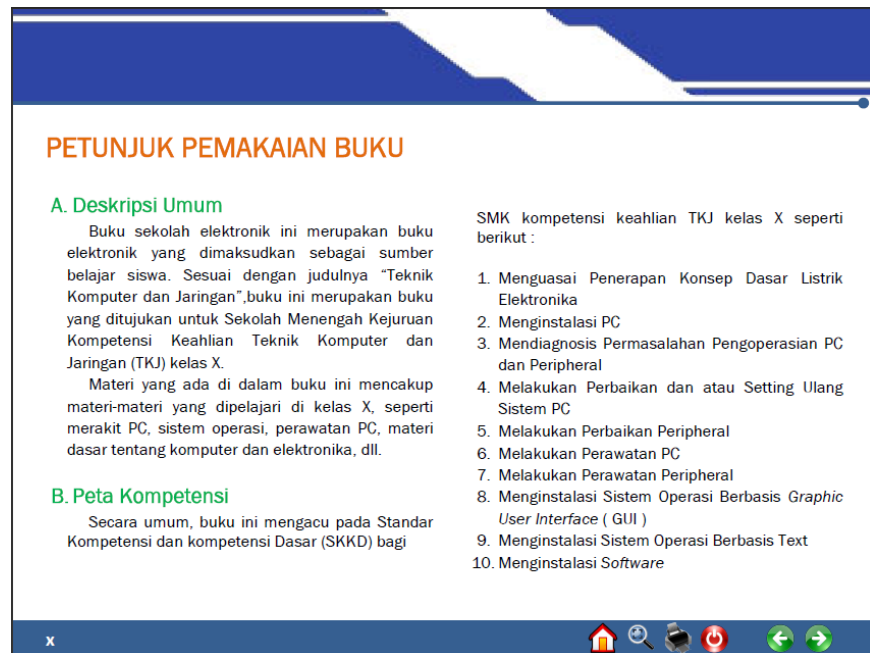 PETUNJUK PEMAKAIAN BUKU
A. Deskripsi Umum
Buku sekolah elektronik ini merupakan buku
elektronik yang dimaksudkan sebagai sumber
belajar siswa. Sesuai dengan judulnya “Teknik
Komputer dan Jaringan”,buku ini merupakan buku
yang ditujukan untuk Sekolah Menengah Kejuruan
Kompetensi Keahlian Teknik Komputer dan
Jaringan (TKJ) kelas X.
Materi yang ada di dalam buku ini mencakup
materi-materi yang dipelajari di kelas X, seperti
merakit PC, sistem operasi, perawatan PC, materi
dasar tentang komputer dan elektronika, dll.
B. Peta Kompetensi
Secara umum, buku ini mengacu pada Standar
Kompetensi dan kompetensi Dasar (SKKD) bagi
SMK kompetensi keahlian TKJ kelas X seperti
berikut :
1. Menguasai Penerapan Konsep Dasar Listrik
Elektronika
2. Menginstalasi PC
3. Mendiagnosis Permasalahan Pengoperasian PC
dan Peripheral
4. Melakukan Perbaikan dan atau Setting Ulang
Sistem PC
5. Melakukan Perbaikan Peripheral
6. Melakukan Perawatan PC
7. Melakukan Perawatan Peripheral
8. Menginstalasi Sistem Operasi Berbasis Graphic
User Interface ( GUI )
9. Menginstalasi Sistem Operasi Berbasis Text
10. Menginstalasi Software
x